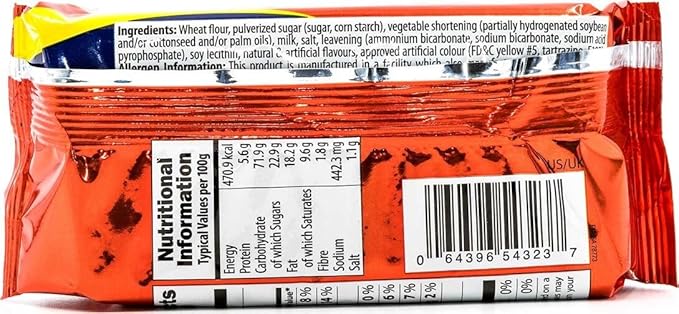 Ingredients: Wheat flour, pulverized sugar (sugar, corn starch), vegetable shortening (partially hydrogenated soybean
and/or cottonseed and/or palm oils), milk, salt, leavening (ammonium bicarbonate, sodium bicarbonate, sodium acid
pyrophosphate), soy lecithin, natural & artificial flavours, approved artificial colour (FD&C yellow #5, tartrazine,
Allergen Information: This product is manufactured in a facility which also
Nutritional
Information
Typical Values per 100g
Energy 470.9 kcal
Protein 5.6g
Carbohydrate 71.9g
of which Sugars 22.9g
Fat 18.2g
of which Saturates 9.6g
Fibre 1.8g
Sodium 442.3 mg
Salt 1.1g
US/UK
0 64396 54323 7